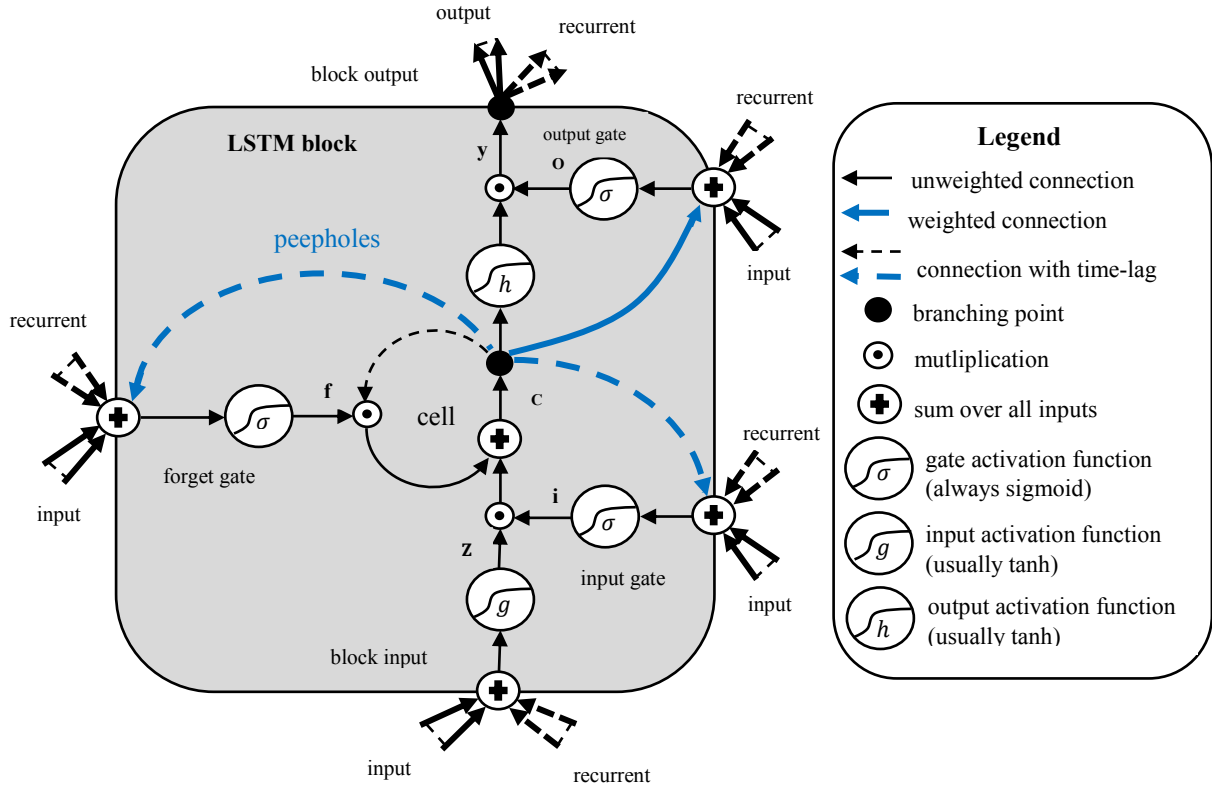 output
recurrent
block output
recurrent
LSTM block
output gate
y
O
σ
input
peepholes
h
recurrent
f
σ
cell
c
forget gate
input
recurrent
i
σ
z
input gate
g
input
block input
input
recurrent
Legend
unweighted connection
weighted connection
connection with time-lag
branching point
mutliplication
sum over all inputs
σ
gate activation function
(always sigmoid)
g
input activation function
(usually tanh)
h
output activation function
(usually tanh)